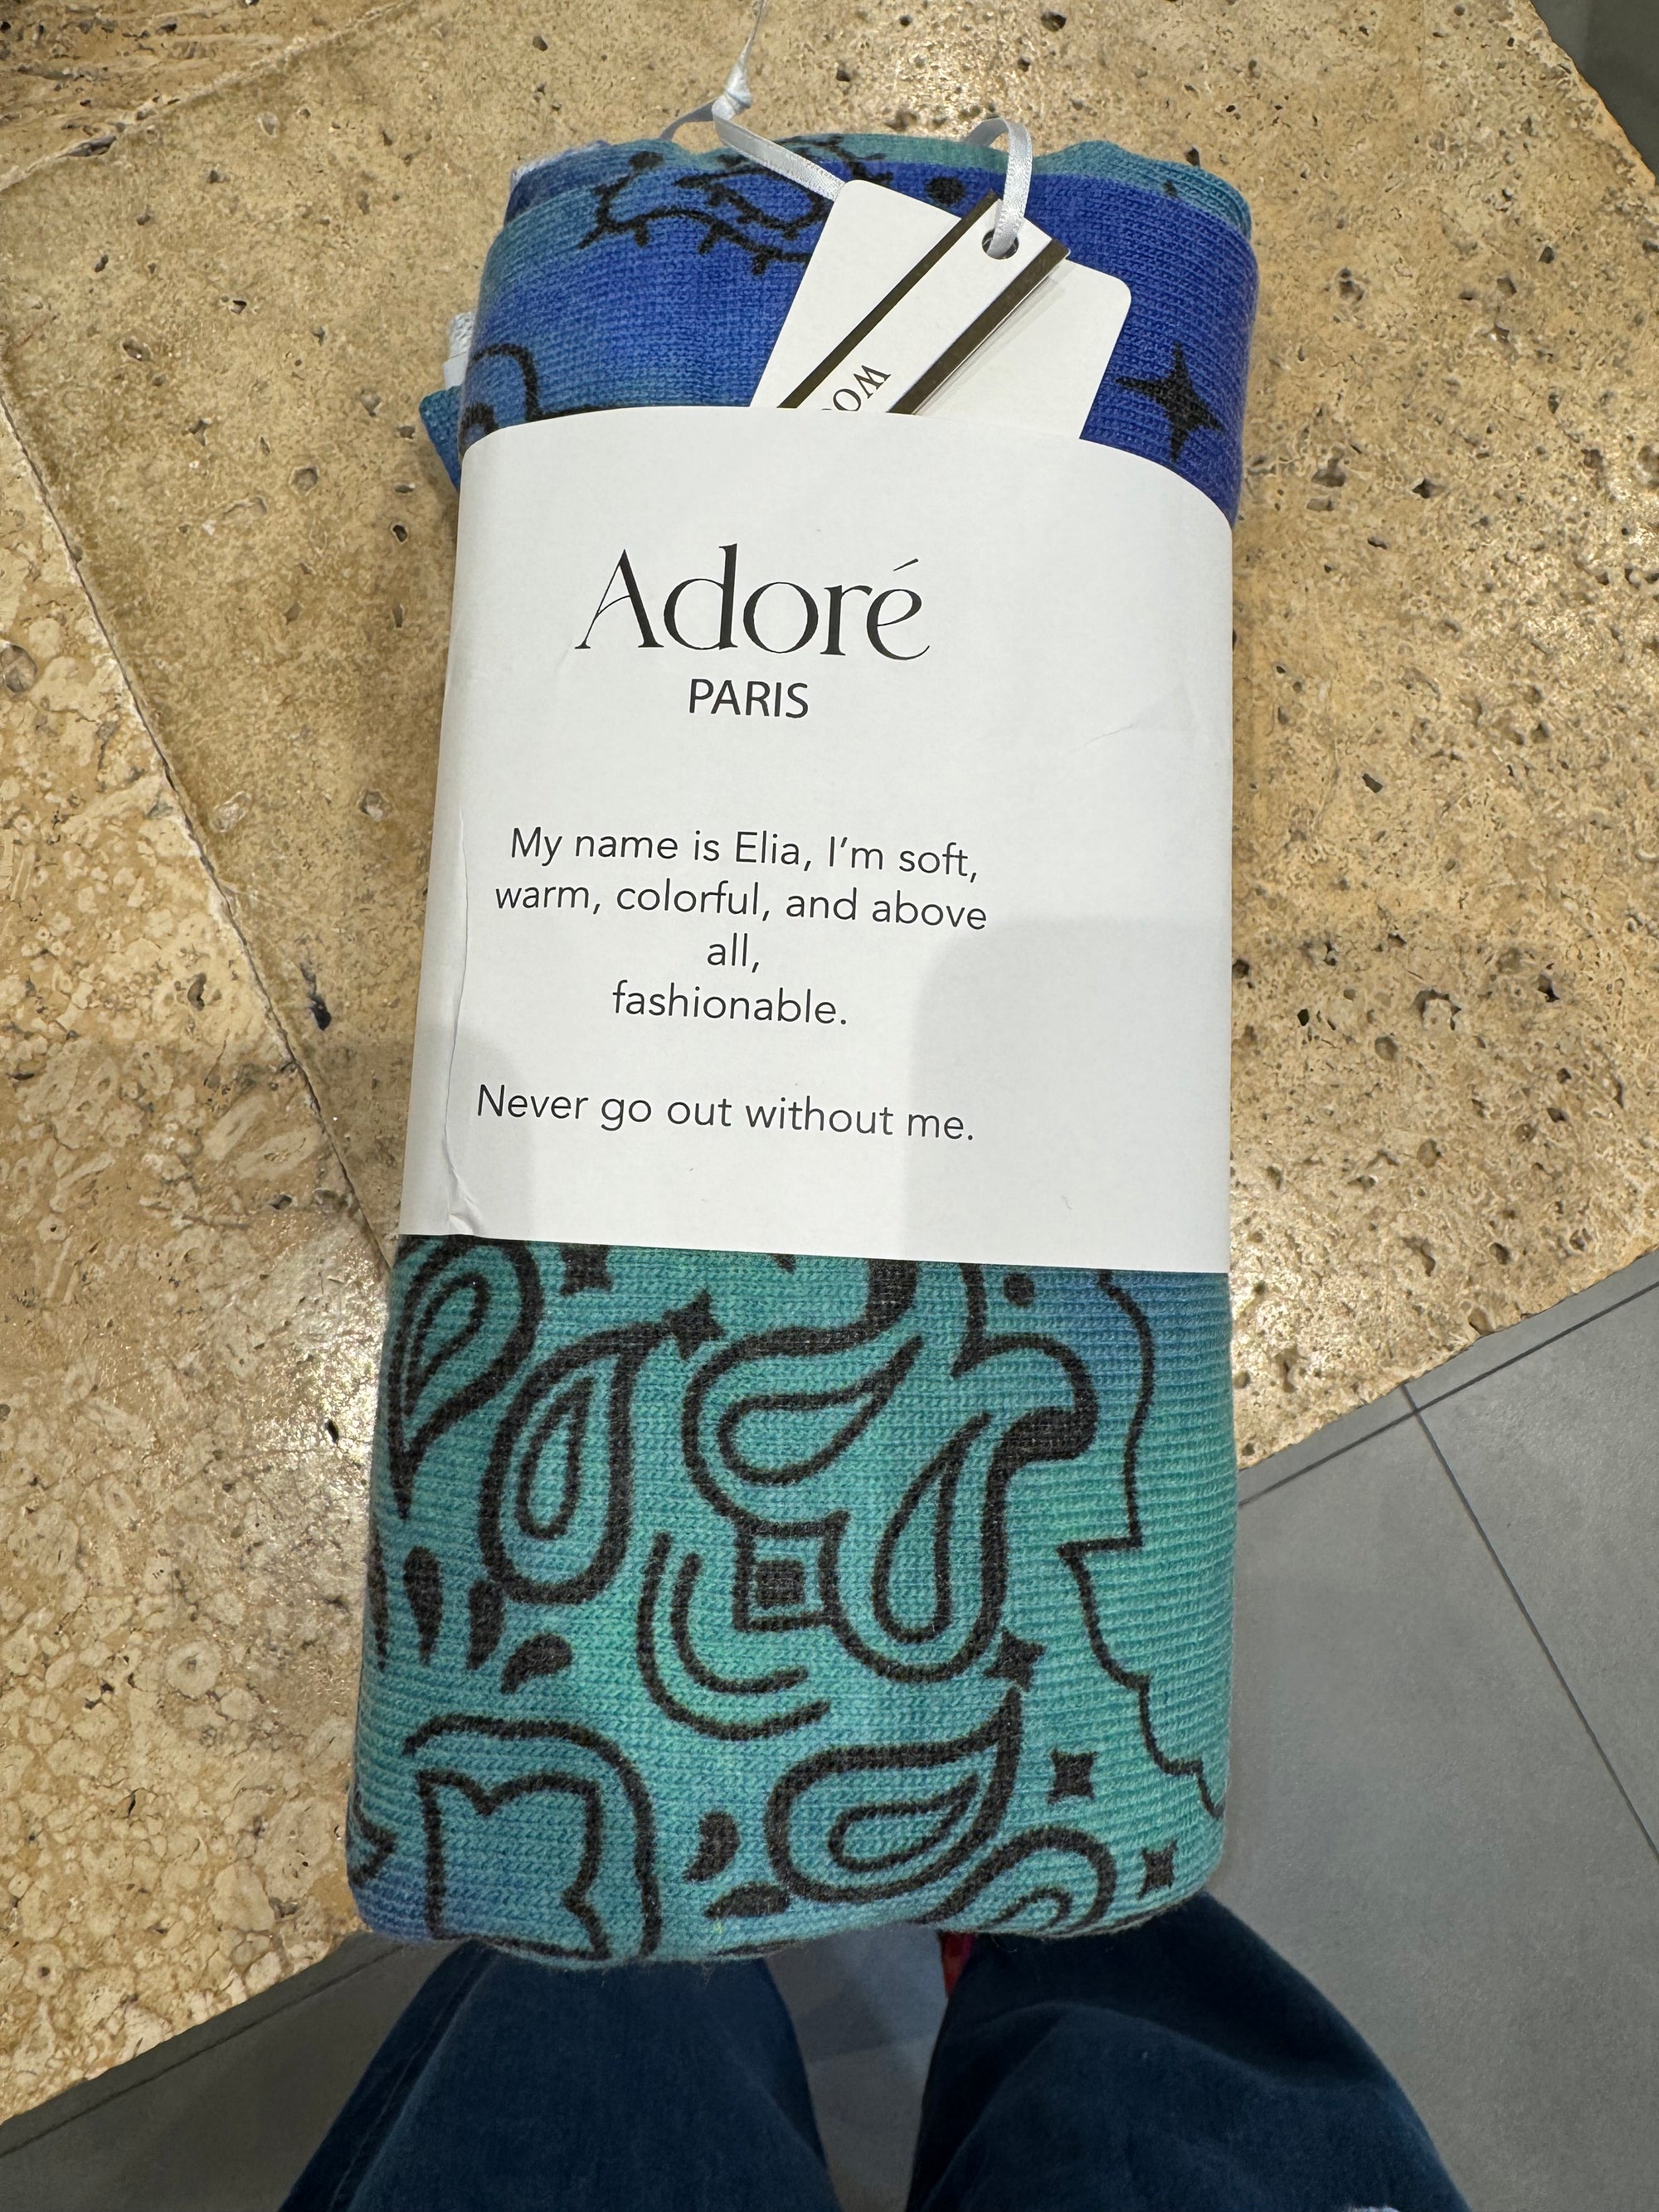 Adoré
PARIS
My name is Elia, I’m soft,
warm, colorful, and above
all,
fashionable.
Never go out without me.